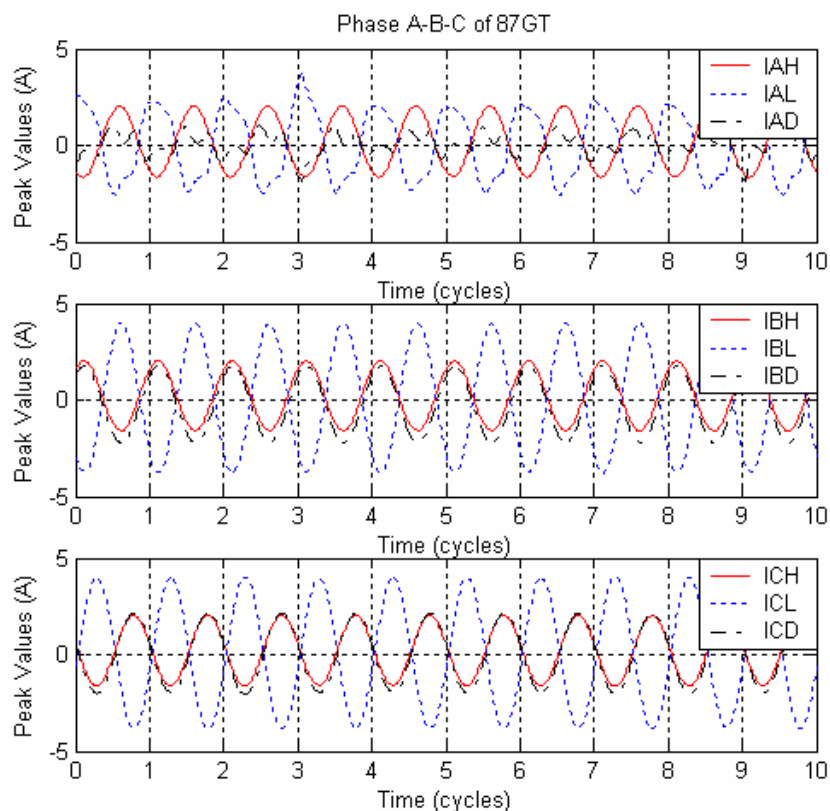 Phase A-B-C of 87GT
Peak Values (A)
5
0
-5
IAH
IAL
IAD
0 1 2 3 4 5 6 7 8 9 10
Time (cycles)
Peak Values (A)
5
0
-5
IBH
IBL
IBD
0 1 2 3 4 5 6 7 8 9 10
Time (cycles)
Peak Values (A)
5
0
-5
ICH
ICL
ICD
0 1 2 3 4 5 6 7 8 9 10
Time (cycles)